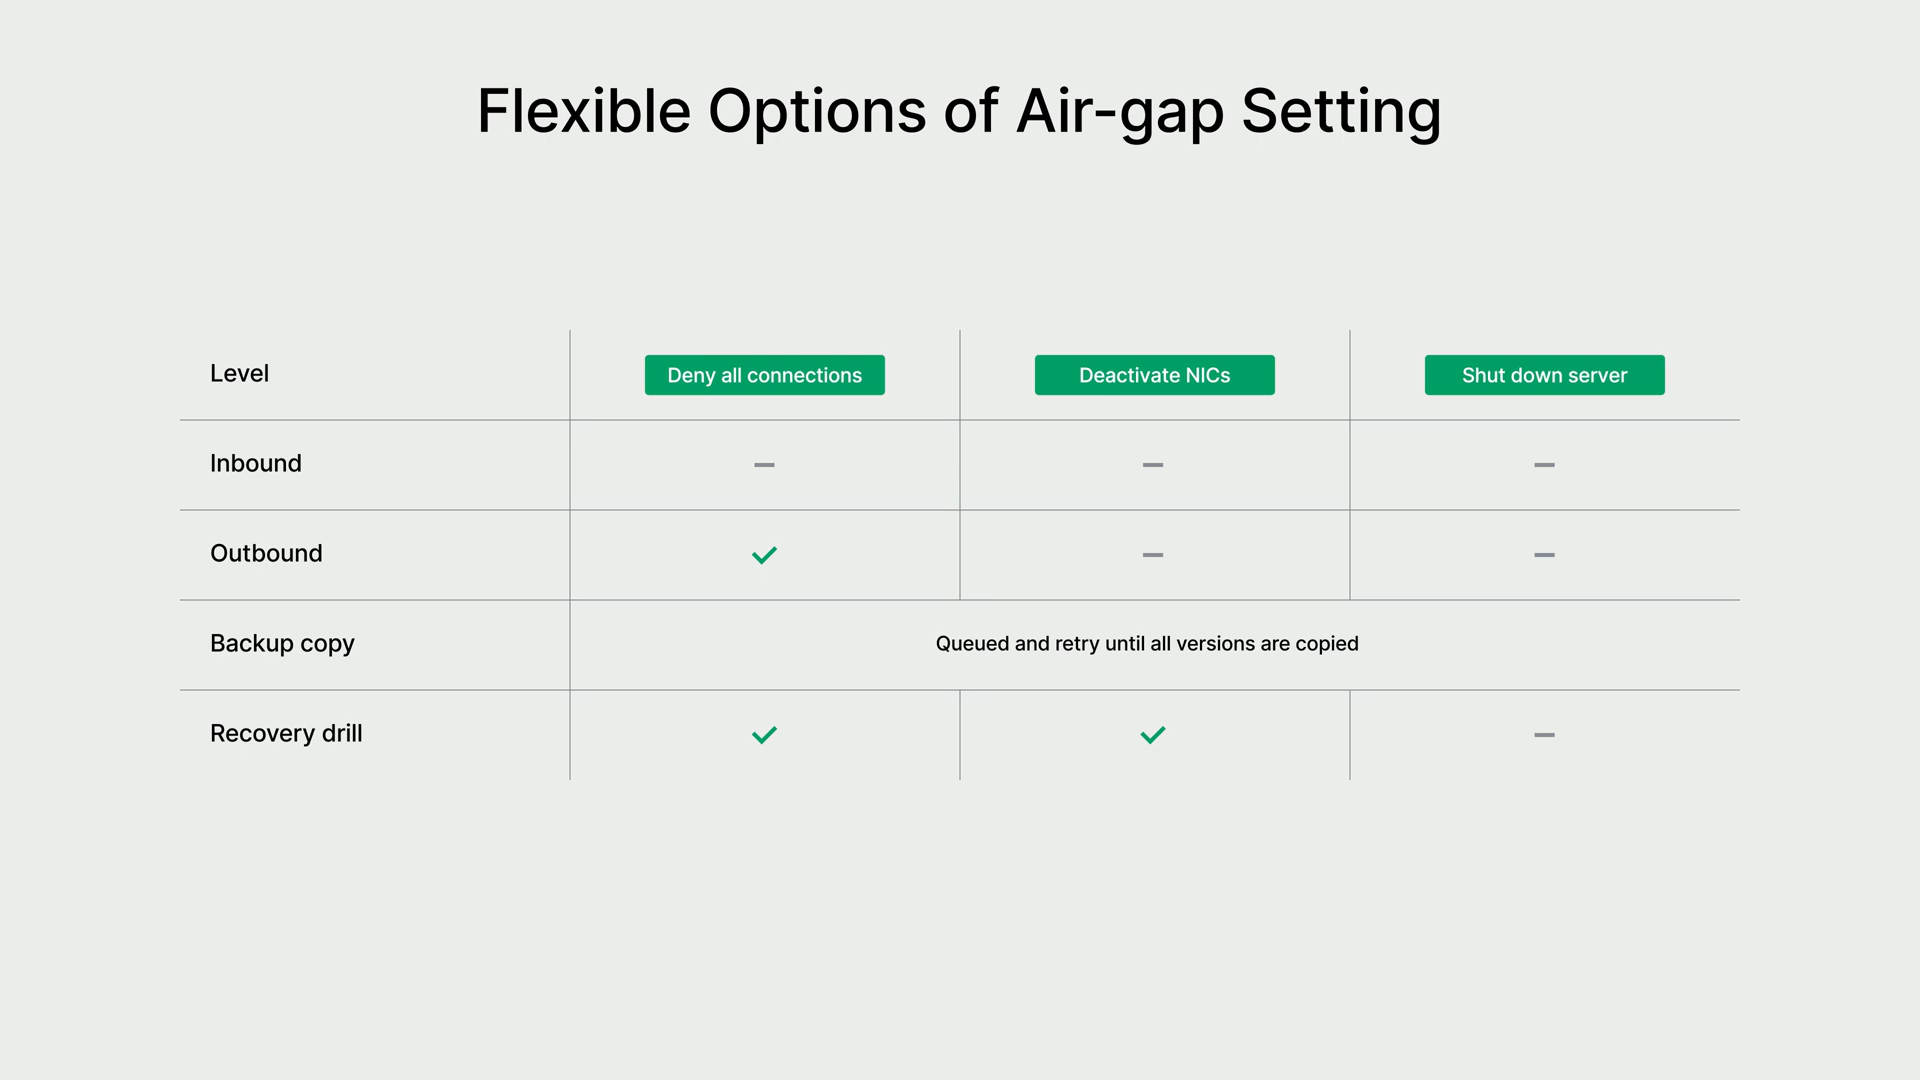 Flexible Options of Air-gap Setting
Level
Deny all connections
Deactivate NICs
Shut down server
Inbound
Outbound
Backup copy
Queued and retry until all versions are copied
Recovery drill